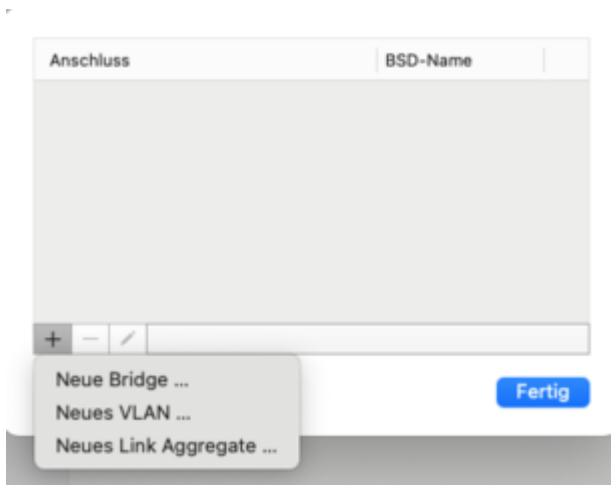 Anschluss BSD-Name
Neue Bridge ...
Fertig
Neues VLAN ...
Neues Link Aggregate ...